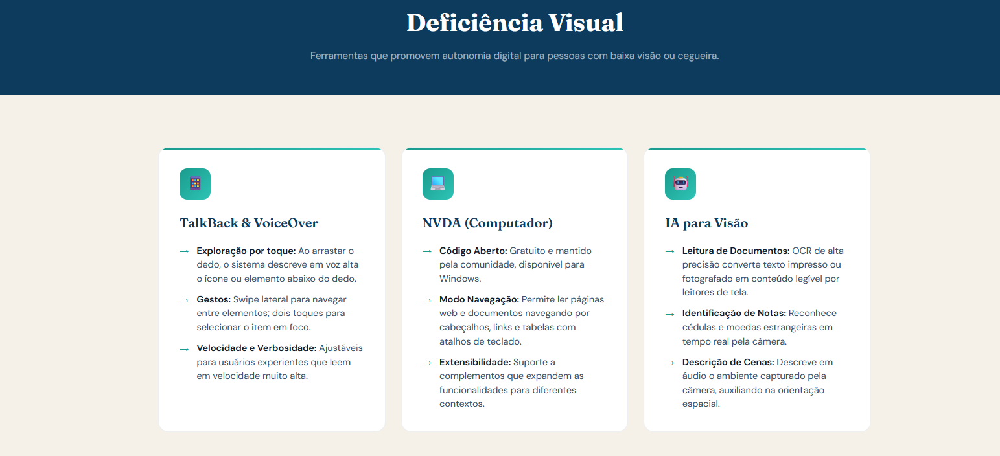 Deficiência Visual
Ferramentas que promovem autonomia digital para pessoas com baixa visão ou cegueira.
TalkBack & VoiceOver
→ Exploração por toque: Ao arrastar o
dedo, o sistema descreve em voz alta
o ícone ou elemento abaixo do dedo.
→ Gestos: Swipe lateral para navegar
entre elementos; dois toques para
selecionar o item em foco.
→ Velocidade e Verbosidade: Ajustáveis
para usuários experientes que leem
em velocidade muito alta.
NVDA (Computador)
→ Código Aberto: Gratuito e mantido
pela comunidade, disponível para
Windows.
→ Modo Navegação: Permite ler páginas
web e documentos navegando por
cabeçalhos, links e tabelas com
atalhos de teclado.
→ Extensibilidade: Suporte a
complementos que expandem as
funcionalidades para diferentes
contextos.
IA para Visão
→ Leitura de Documentos: OCR de alta
precisão converte texto impresso ou
fotografado em conteúdo legível por
leitores de tela.
→ Identificação de Notas: Reconhece
cédulas e moedas estrangeiras em
tempo real pela câmera.
→ Descrição de Cenas: Descreve em
áudio o ambiente capturado pela
câmera, auxiliando na orientação
espacial.